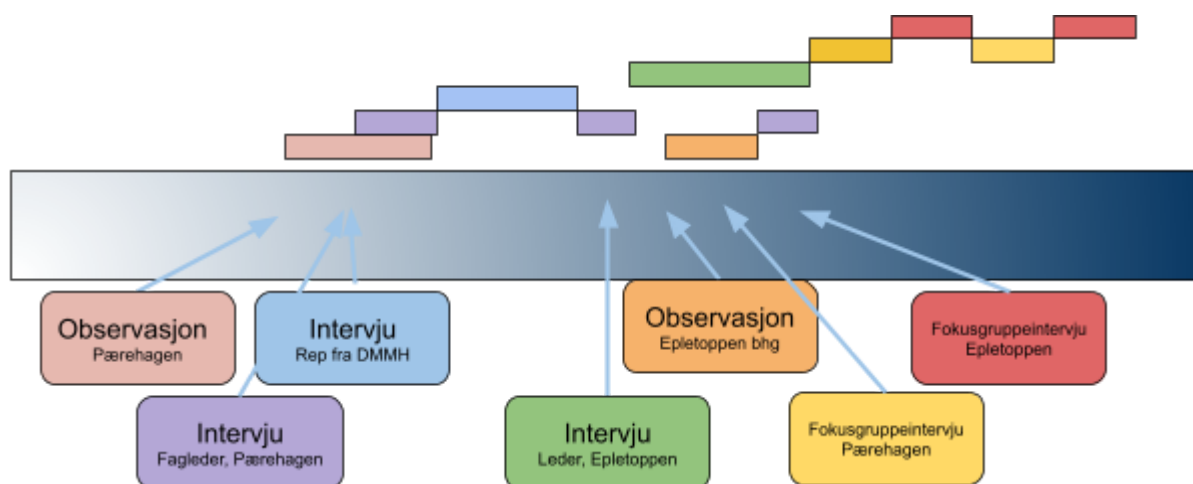 Observasjon
Pærehagen
Intervju
Rep fra DMMH
Observasjon
Epletoppen bhg
Fokusgruppeintervju
Epletoppen
Intervju
Fagleder, Pærehagen
Intervju
Leder, Epletoppen
Fokusgruppeintervju
Pærehagen